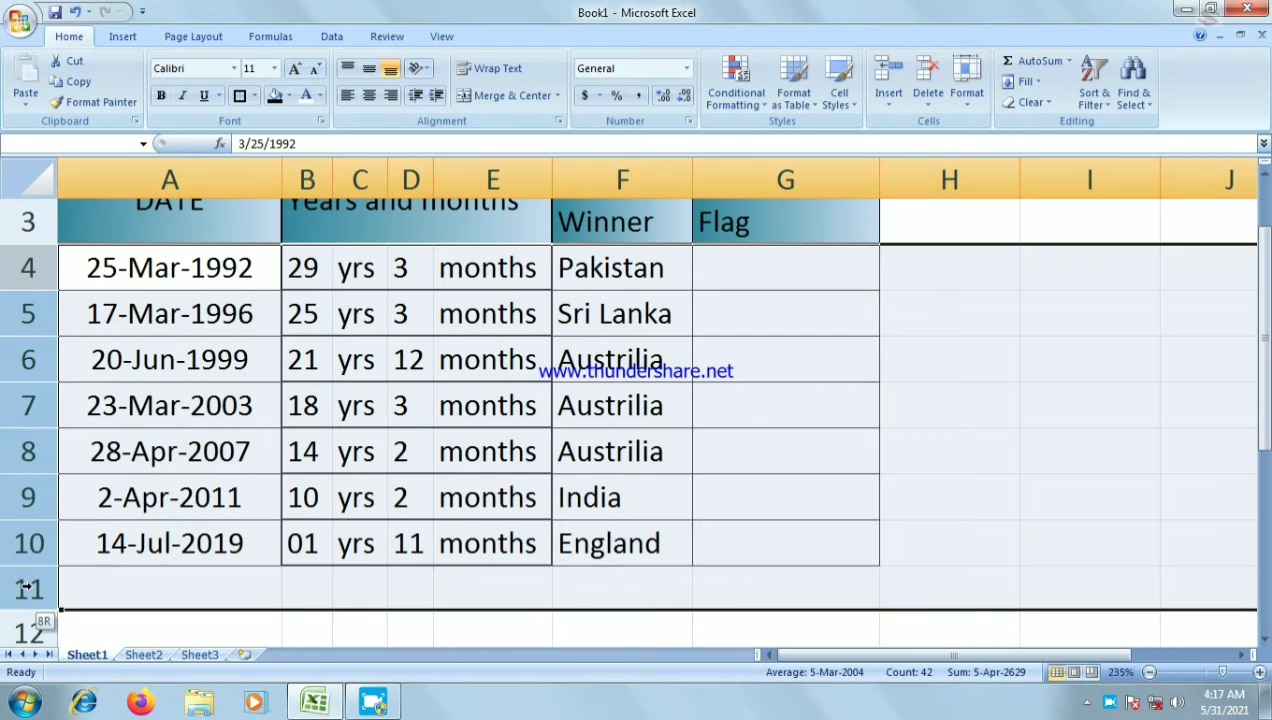 Book1 - Microsoft Excel
Home Insert Page Layout Formulas Data Review View
Paste
Cut
Copy
Format Painter
Clipboard
Calibri 11
B I U A
Font
Wrap Text
Merge & Center
Alignment
General
$ % ,
Number
Conditional Formatting
Format as Table
Cell Styles
Styles
Insert
Delete
Format
Cells
Σ AutoSum
Fill
Clear
Sort & Filter
Find & Select
Editing
fx 3/25/1992
A B C D E F G H I J
3 DATE Years and months Winner Flag
4 25-Mar-1992 29 yrs 3 months Pakistan
5 17-Mar-1996 25 yrs 3 months Sri Lanka
6 20-Jun-1999 21 yrs 12 months Austrilia
www.thundershare.net
7 23-Mar-2003 18 yrs 3 months Austrilia
8 28-Apr-2007 14 yrs 2 months Austrilia
9 2-Apr-2011 10 yrs 2 months India
10 14-Jul-2019 01 yrs 11 months England
11
8R
12
Sheet1 Sheet2 Sheet3
Ready Average: 5-Mar-2004 Count: 42 Sum: 5-Apr-2629 235%
4:17 AM
5/31/2021